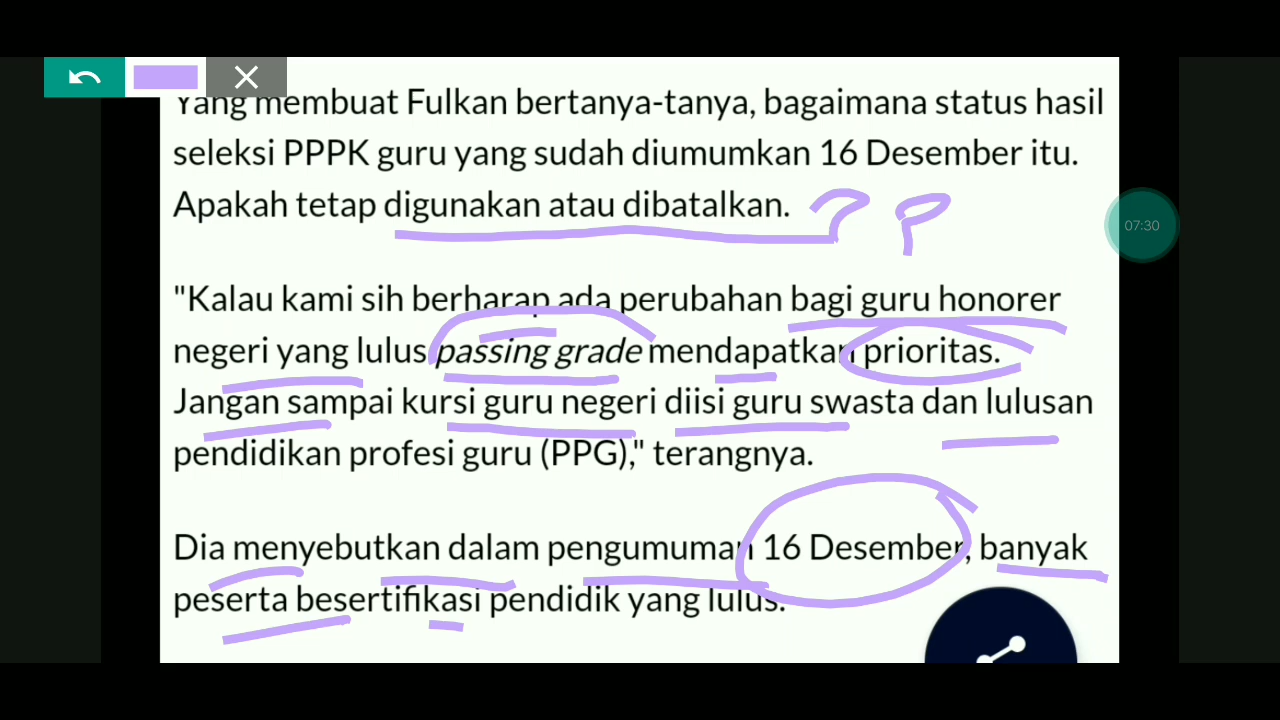 Yang membuat Fulkan bertanya-tanya, bagaimana status hasil
seleksi PPPK guru yang sudah diumumkan 16 Desember itu.
Apakah tetap digunakan atau dibatalkan. ? ?
07:30
"Kalau kami sih berharap ada perubahan bagi guru honorer
negeri yang lulus passing grade mendapatkan prioritas.
Jangan sampai kursi guru negeri diisi guru swasta dan lulusan
pendidikan profesi guru (PPG)," terangnya.
Dia menyebutkan dalam pengumuman 16 Desember, banyak
peserta besertifikasi pendidik yang lulus.